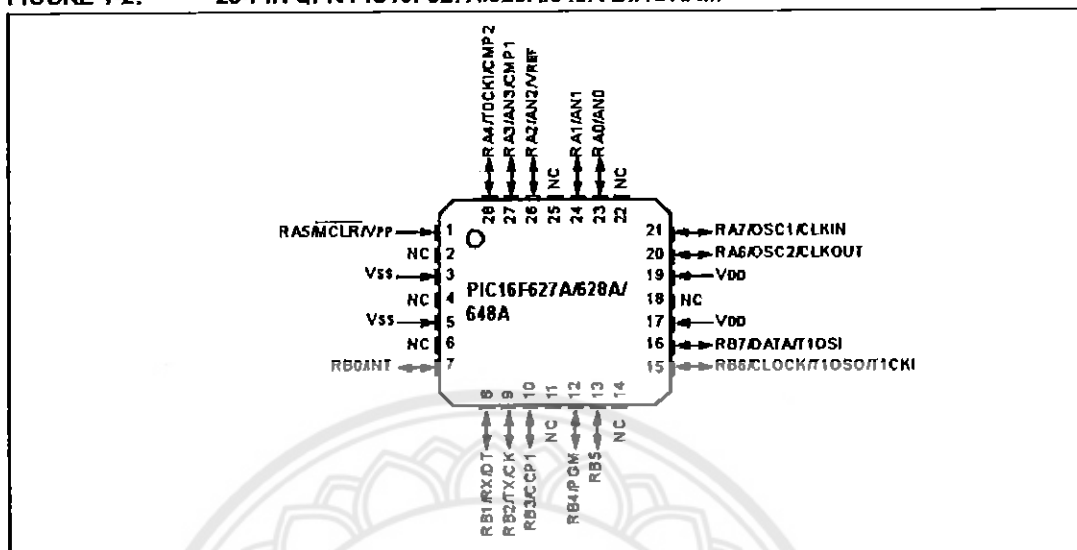 28 27 26 25 24 23 22
RA4/T0CKI/CMP2
RA3/AN3/CMP1
RA2/AN2/VREF
NC
RA1/AN1
RA0/AN0
NC
RA5/MCLR/VPP 1
NC 2
VSS 3
NC 4
VSS 5
NC 6
RB0/INT 7
PIC16F627A/628A/
648A
21 RA7/OSC1/CLKIN
20 RA6/OSC2/CLKOUT
19 VDD
18 NC
17 VDD
16 RB7/DATA/T1OSI
15 RB6/CLOCK/T1OSO/T1CKI
8 9 10 11 12 13 14
RB1/RX/DT
RB2/TX/CK
RB3/CCP1
NC
RB4/PGM
RB5
NC